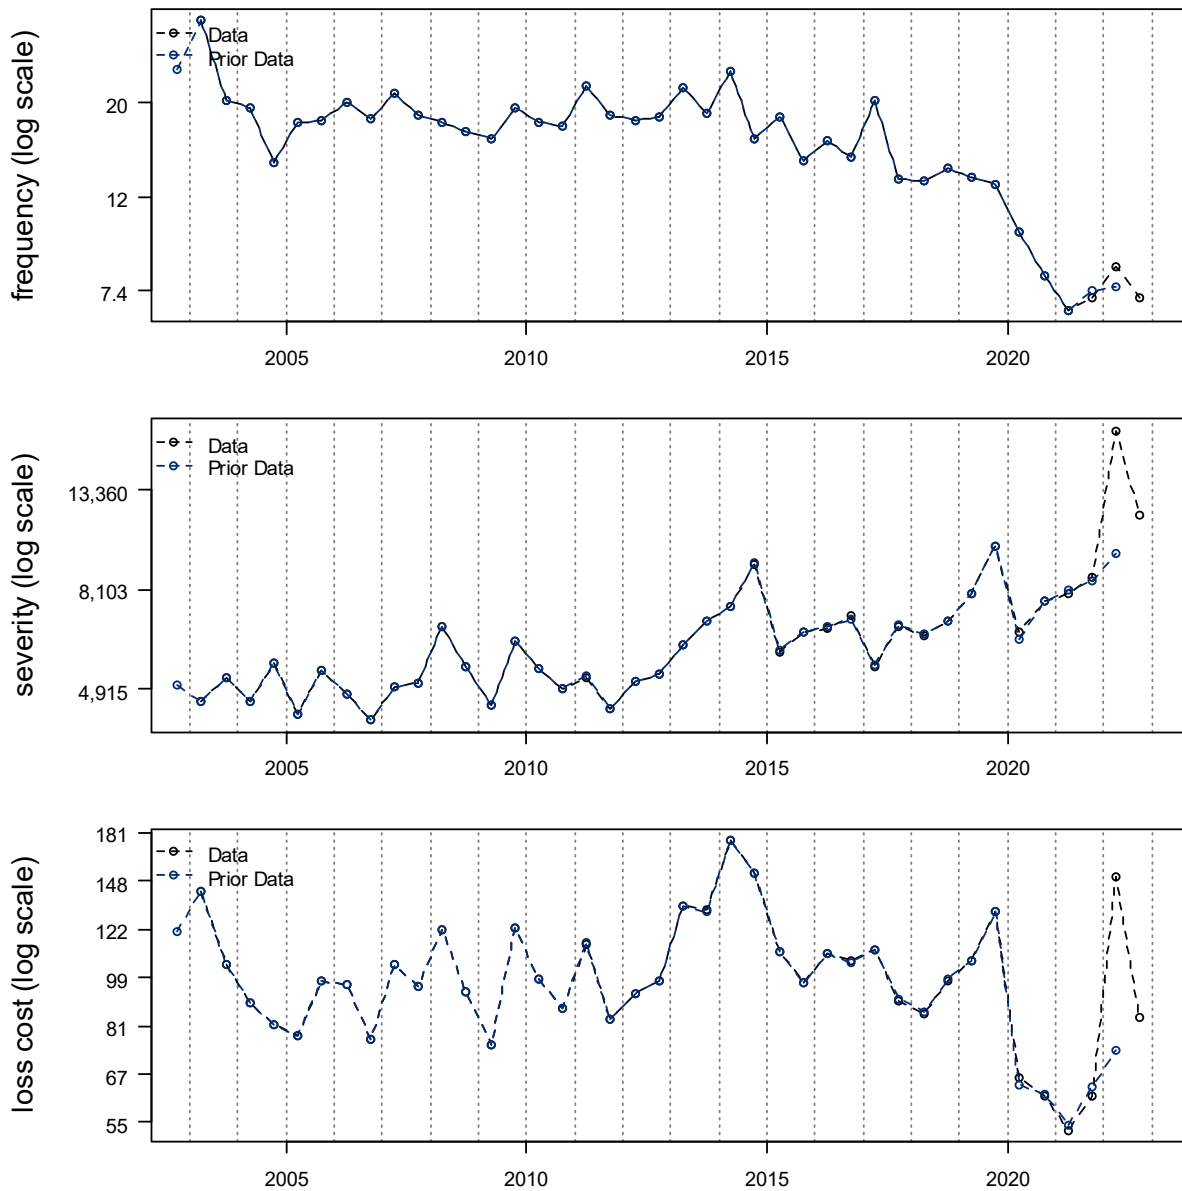 frequency (log scale)
Data
Prior Data
20
12
7.4
2005 2010 2015 2020
severity (log scale)
Data
Prior Data
13,360
8,103
4,915
2005 2010 2015 2020
loss cost (log scale)
Data
Prior Data
181
148
122
99
81
67
55
2005 2010 2015 2020